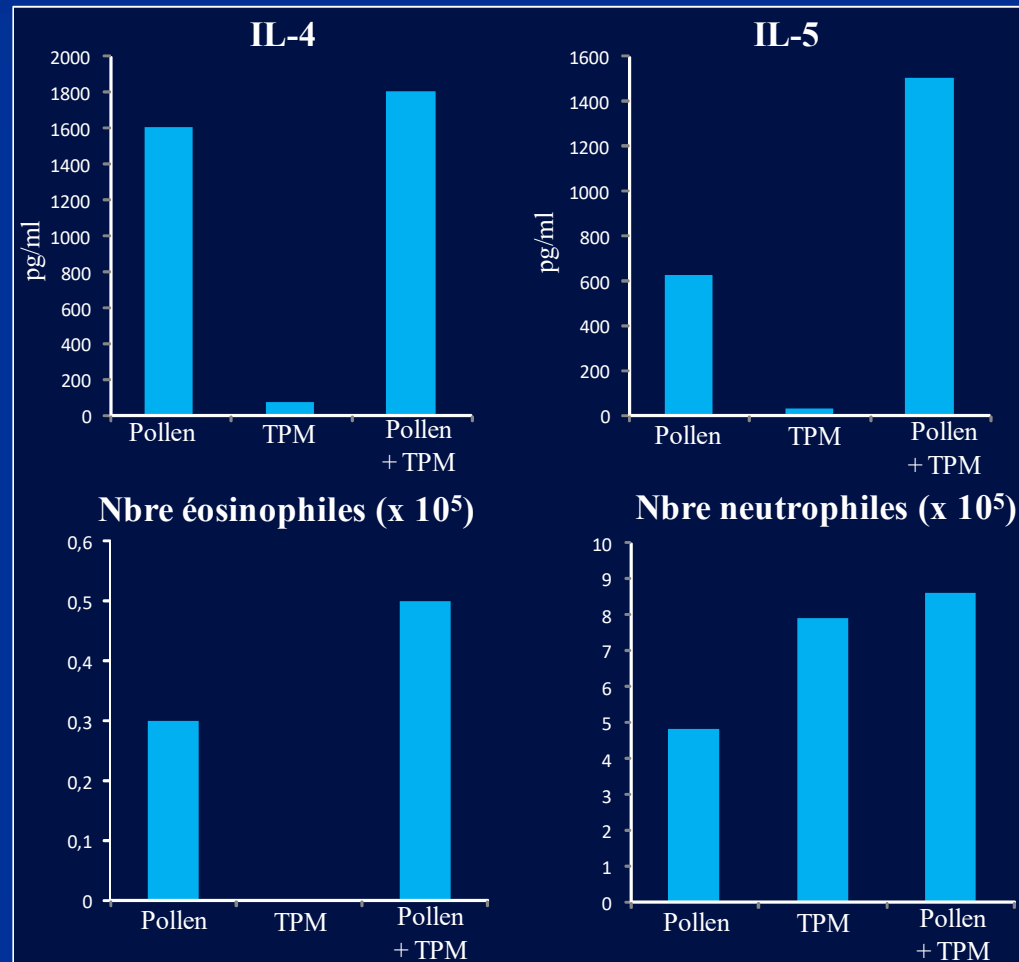 IL-4
pg/ml
2000
1800
1600
1400
1200
1000
800
600
400
200
0
Pollen
TPM
Pollen
+ TPM
IL-5
pg/ml
1600
1400
1200
1000
800
600
400
200
0
Pollen
TPM
Pollen
+ TPM
Nbre éosinophiles (x 10⁵)
0,6
0,5
0,4
0,3
0,2
0,1
0
Pollen
TPM
Pollen
+ TPM
Nbre neutrophiles (x 10⁵)
10
9
8
7
6
5
4
3
2
1
0
Pollen
TPM
Pollen
+ TPM